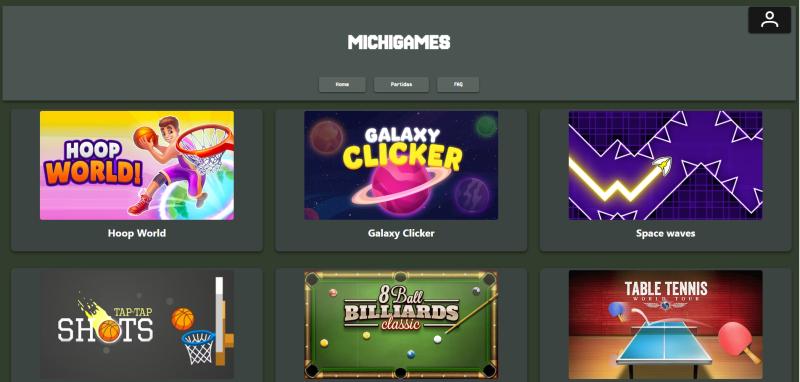 MICHIGAMES
Home Partidas FAQ
HOOP
WORLD!
GALAXY
CLICKER
Hoop World Galaxy Clicker Space waves
TAP-TAP
SHOTS
8 Ball
BILLIARDS
classic
TABLE TENNIS
WORLD TOUR